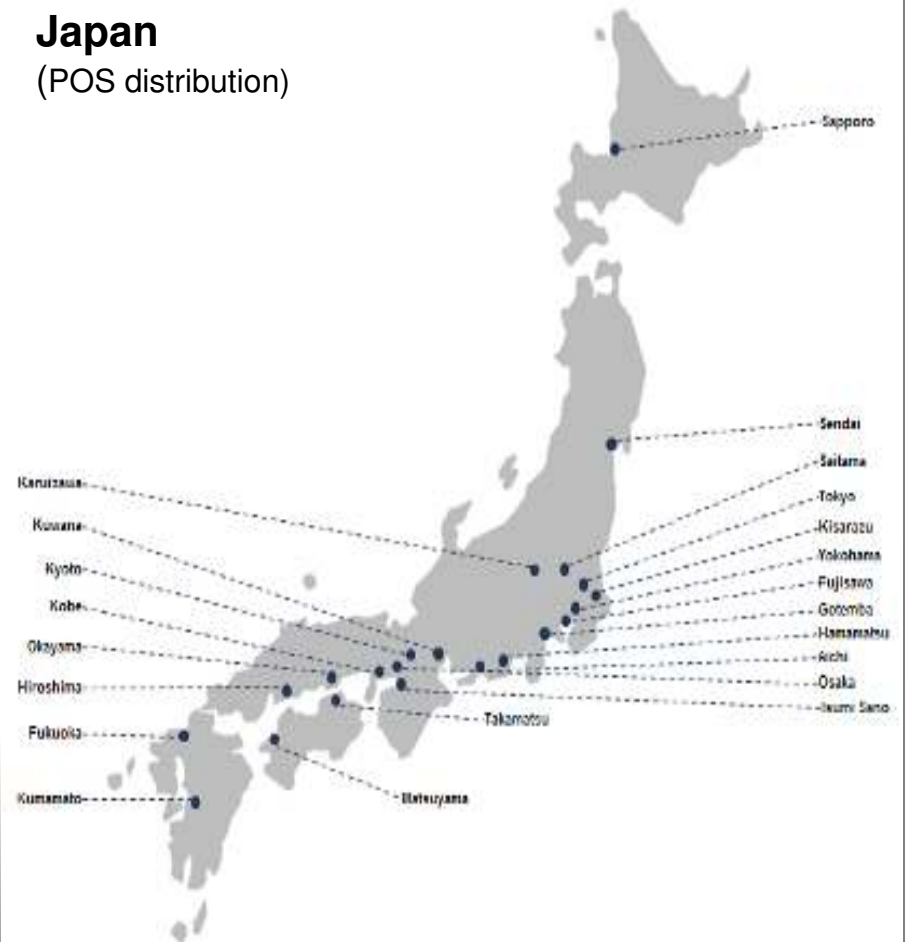 Japan
(POS distribution)
Sapporo
Sendai
Saitama
Tokyo
Kisarazu
Yokohama
Fujisawa
Gotemba
Hamamatsu
Aichi
Osaka
Izumi Sano
Karuizawa
Kuwana
Kyoto
Kobe
Okayama
Hiroshima
Fukuoka
Kumamato
Takamatsu
Matsuyama